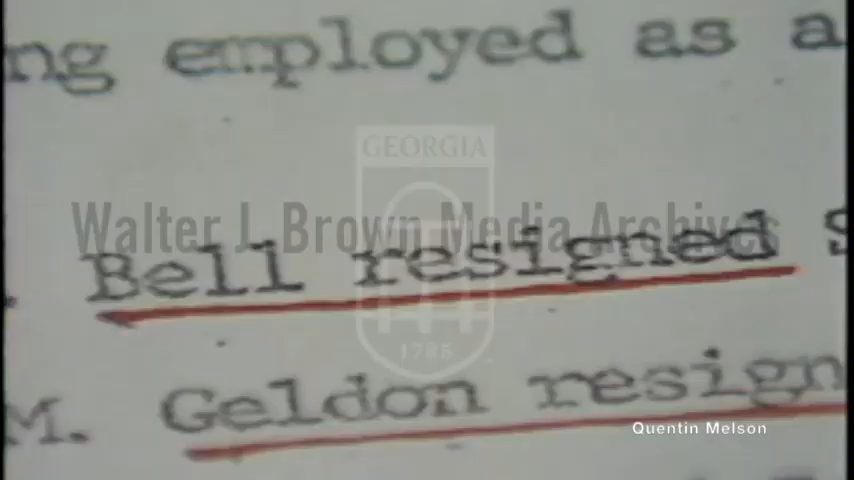 ng employed as a
GEORGIA
Walter J. Brown Media Archives
. Bell resigned s
1785
M. Geldon resign
Quentin Melson